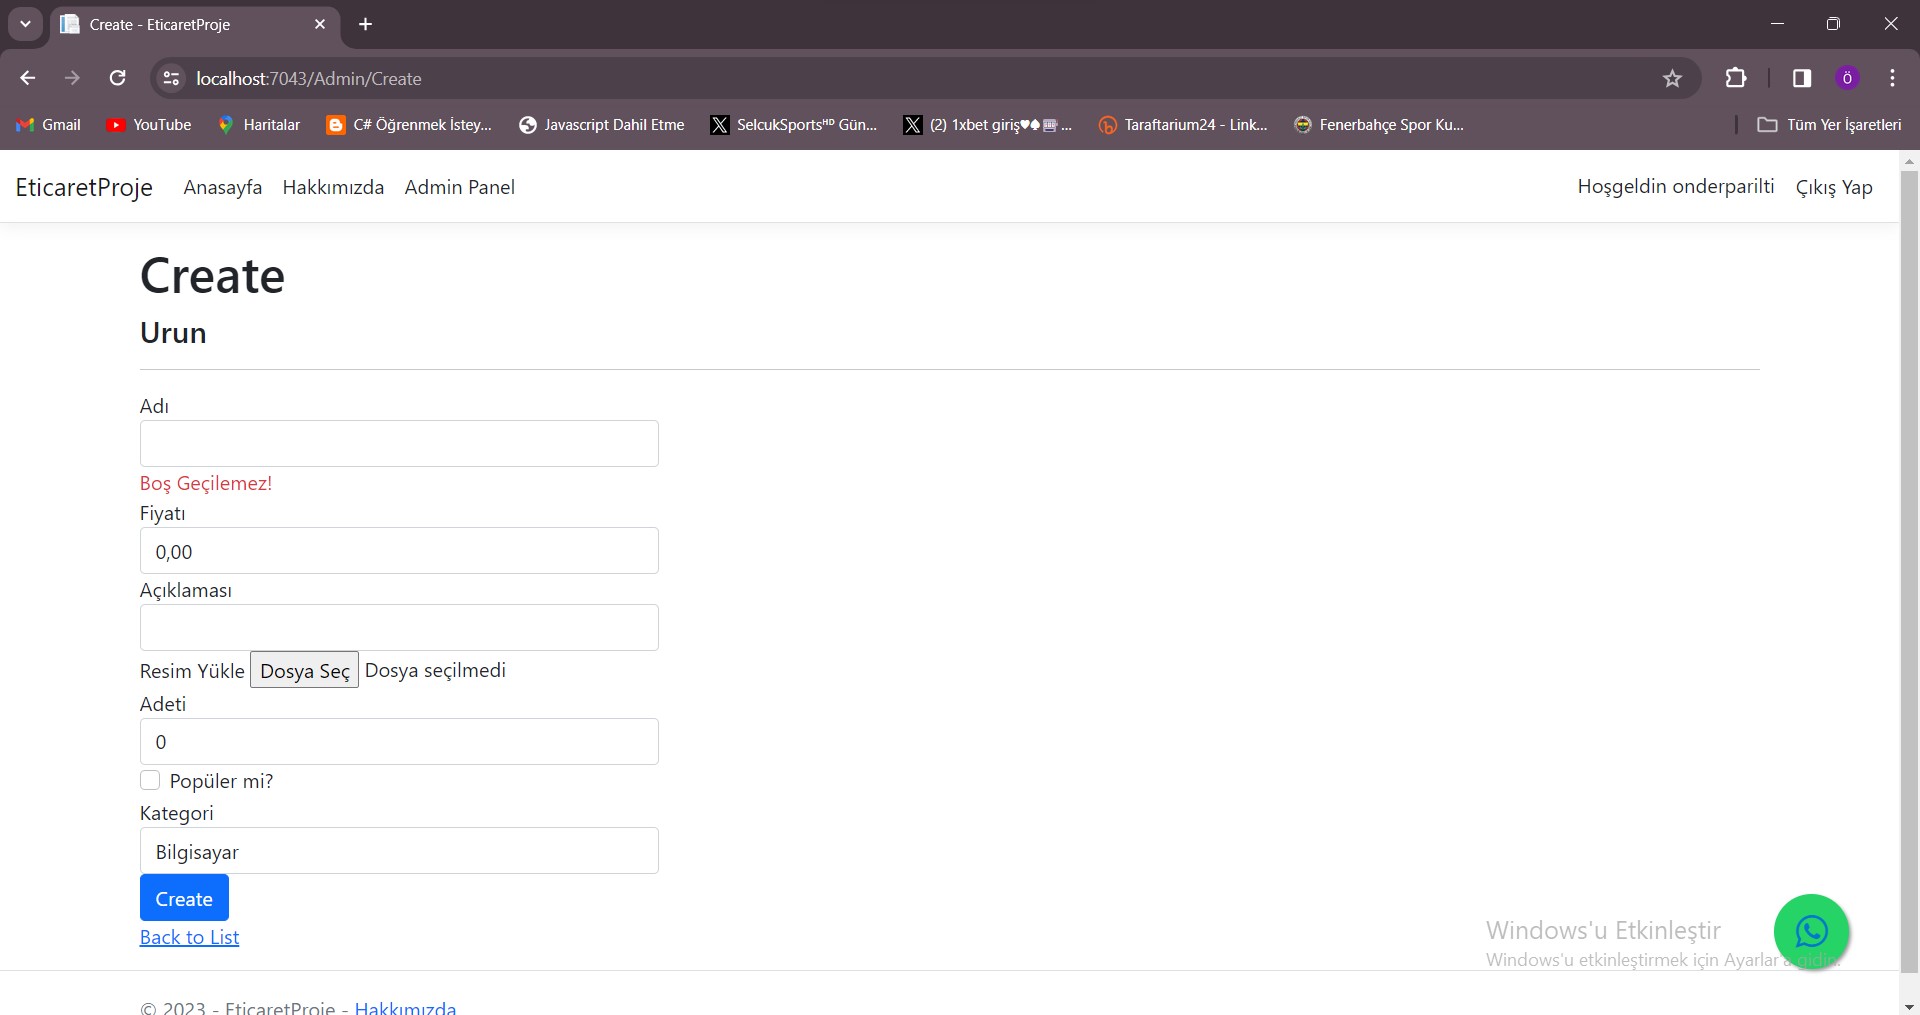 Create - EticaretProje
localhost:7043/Admin/Create
Ö
Gmail
YouTube
Haritalar
C# Öğrenmek İstey...
Javascript Dahil Etme
SelcukSportsᴴᴰ Gün...
(2) 1xbet giriş♥♠🎰 ...
Taraftarium24 - Link...
Fenerbahçe Spor Ku...
Tüm Yer İşaretleri
EticaretProje
Anasayfa
Hakkımızda
Admin Panel
Hoşgeldin onderparilti
Çıkış Yap
Create
Urun
Adı
Boş Geçilemez!
Fiyatı
0,00
Açıklaması
Resim Yükle Dosya Seç Dosya seçilmedi
Adeti
0
Popüler mi?
Kategori
Bilgisayar
Create
Back to List
Windows'u Etkinleştir
Windows'u etkinleştirmek için Ayarlar'a gidin.
© 2023 - EticaretProje - Hakkımızda